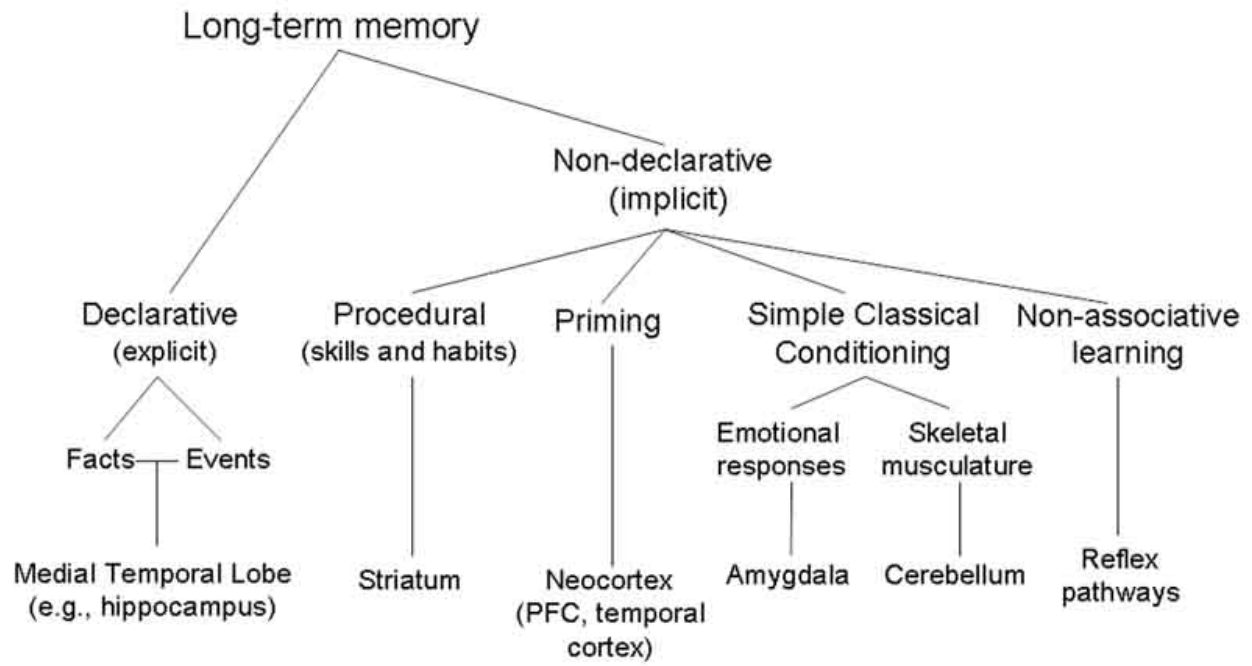 Long-term memory
Non-declarative
(implicit)
Declarative
(explicit)
Procedural
(skills and habits)
Priming
Simple Classical
Conditioning
Non-associative
learning
Facts
Events
Emotional
responses
Skeletal
musculature
Medial Temporal Lobe
(e.g., hippocampus)
Striatum
Neocortex
(PFC, temporal
cortex)
Amygdala
Cerebellum
Reflex
pathways